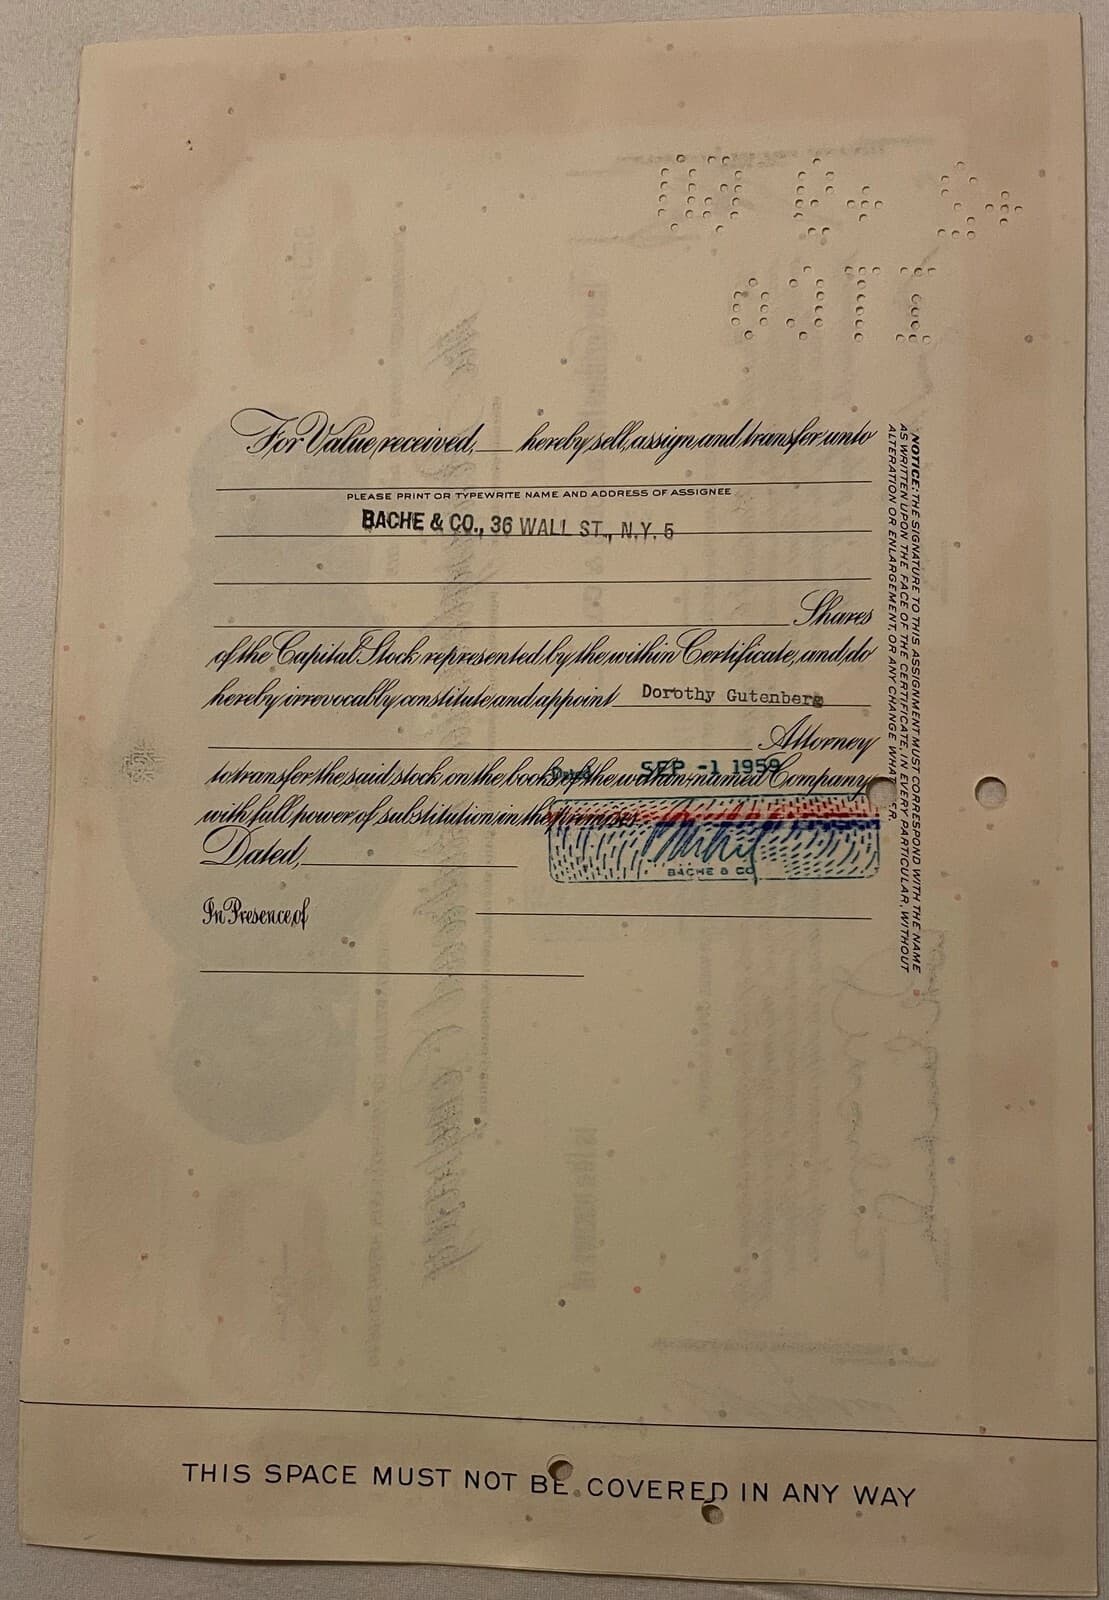 For Value received, hereby sell, assign and transfer unto
PLEASE PRINT OR TYPEWRITE NAME AND ADDRESS OF ASSIGNEE
BACHE & CO., 36 WALL ST., N.Y. 5
Shares
of the Capital Stock represented by the within Certificate, and do
hereby irrevocably constitute and appoint Dorothy Gutenberg
Attorney
to transfer the said stock on the books of the within-named Company
SEP -1 1959
with full power of substitution in the premises.
BACHE & CO
Dated,
In Presence of
NOTICE: THE SIGNATURE TO THIS ASSIGNMENT MUST CORRESPOND WITH THE NAME
AS WRITTEN UPON THE FACE OF THE CERTIFICATE, IN EVERY PARTICULAR, WITHOUT
ALTERATION OR ENLARGEMENT, OR ANY CHANGE WHAT ER.
THIS SPACE MUST NOT BE COVERED IN ANY WAY